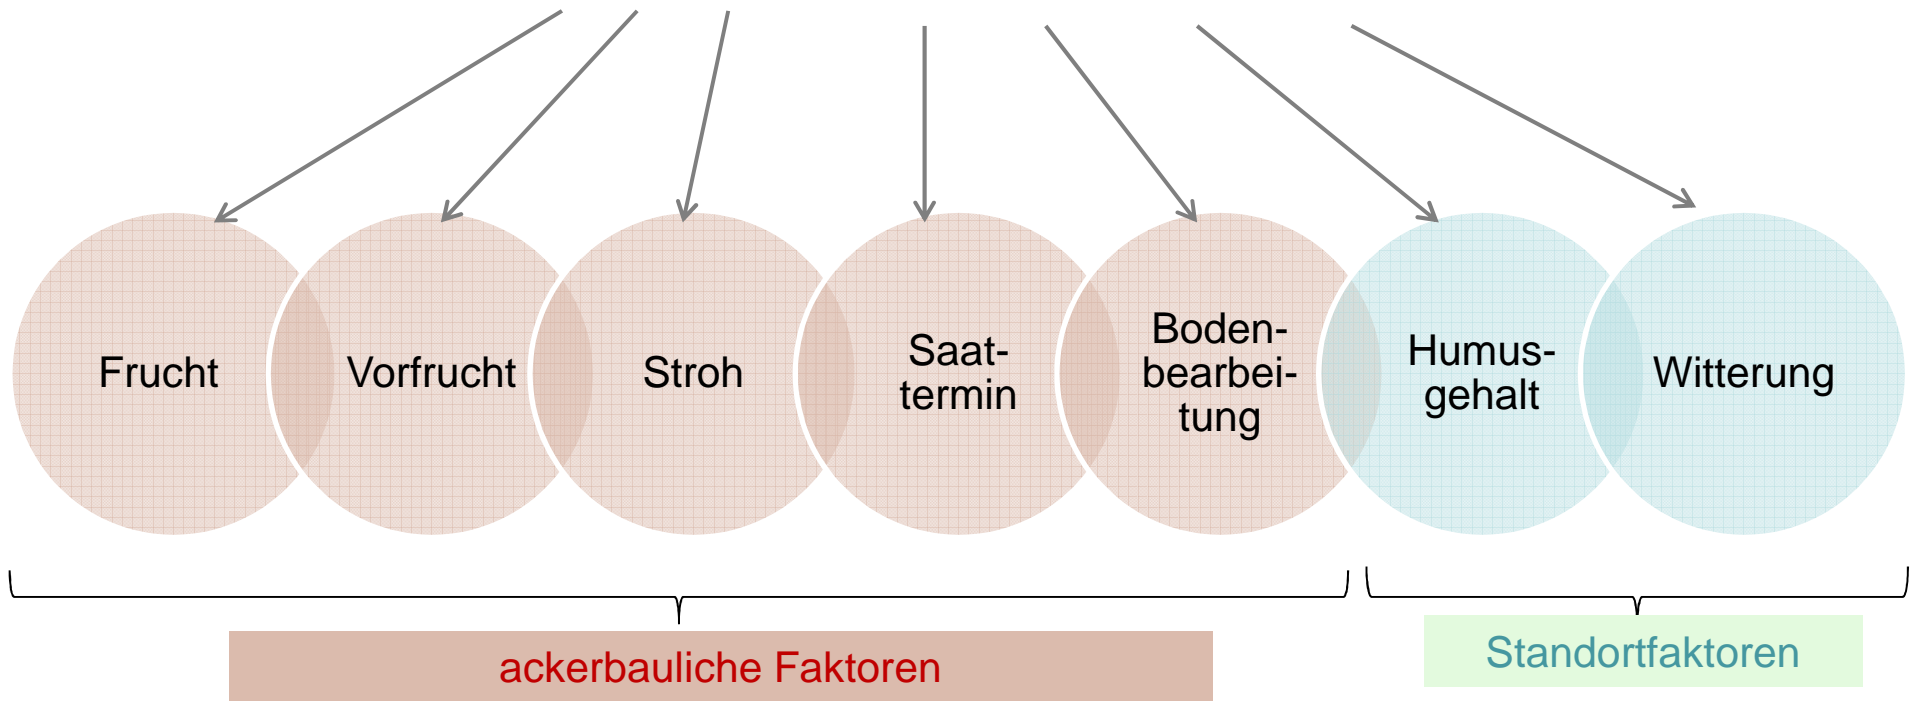 Frucht
Vorfrucht
Stroh
Saat-
termin
Boden-
bearbei-
tung
Humus-
gehalt
Witterung
ackerbauliche Faktoren
Standortfaktoren